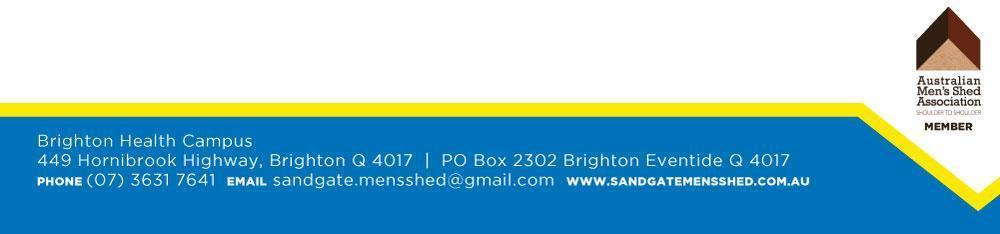 Australian
Men's Shed
Association
SHOULDER TO SHOULDER
MEMBER
Brighton Health Campus
449 Hornibrook Highway, Brighton Q 4017 | PO Box 2302 Brighton Eventide Q 4017
PHONE (07) 3631 7641 EMAIL sandgate.mensshed@gmail.com WWW.SANDGATEMENSSHED.COM.AU